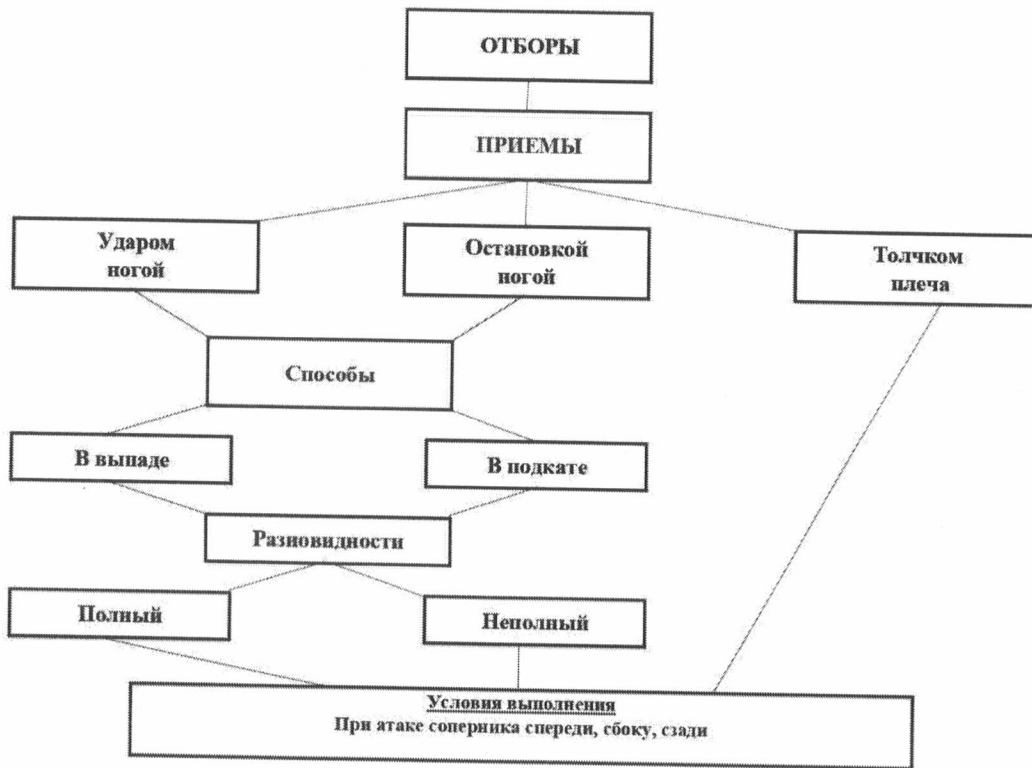 ОТБОРЫ
ПРИЕМЫ
Ударом
ногой
Остановкой
ногой
Толчком
плеча
Способы
В выпаде
В подкате
Разновидности
Полный
Неполный
Условия выполнения
При атаке соперника спереди, сбоку, сзади